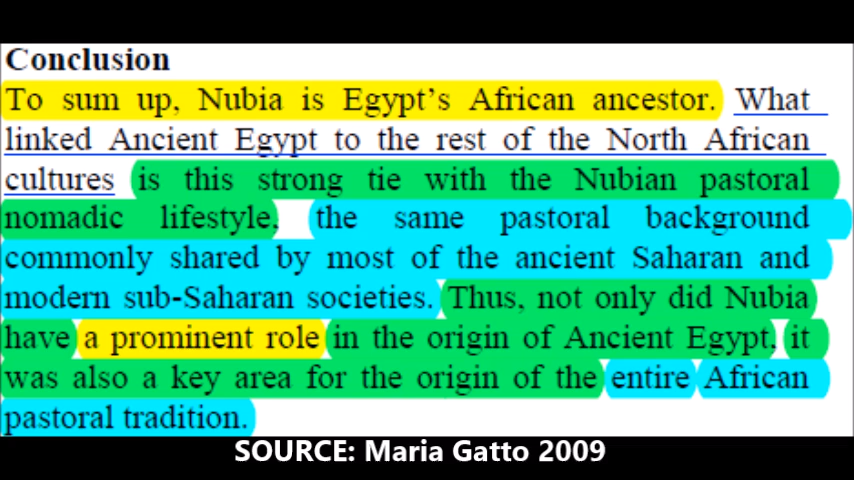 Conclusion
To sum up, Nubia is Egypt's African ancestor. What
linked Ancient Egypt to the rest of the North African
cultures is this strong tie with the Nubian pastoral
nomadic lifestyle, the same pastoral background
commonly shared by most of the ancient Saharan and
modern sub-Saharan societies. Thus, not only did Nubia
have a prominent role in the origin of Ancient Egypt, it
was also a key area for the origin of the entire African
pastoral tradition.
SOURCE: Maria Gatto 2009